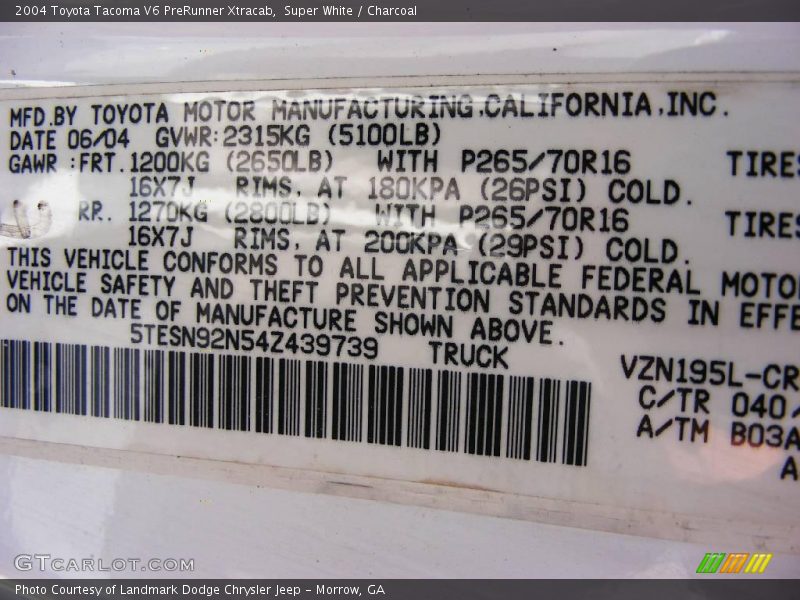 2004 Toyota Tacoma V6 PreRunner Xtracab, Super White / Charcoal
MFD.BY TOYOTA MOTOR MANUFACTURING.CALIFORNIA.INC.
DATE 06/04 GVWR:2315KG (5100LB)
GAWR :FRT.1200KG (2650LB) WITH P265/70R16 TIRES
16X7J RIMS, AT 180KPA (26PSI) COLD.
RR. 1270KG (2800LB) WITH P265/70R16 TIRES
16X7J RIMS, AT 200KPA (29PSI) COLD.
THIS VEHICLE CONFORMS TO ALL APPLICABLE FEDERAL MOTO
VEHICLE SAFETY AND THEFT PREVENTION STANDARDS IN EFFE
ON THE DATE OF MANUFACTURE SHOWN ABOVE.
5TESN92N54Z439739 TRUCK
VZN195L-CR
C/TR 040/
A/TM B03A
A
GTCARLOT.COM
Photo Courtesy of Landmark Dodge Chrysler Jeep - Morrow, GA